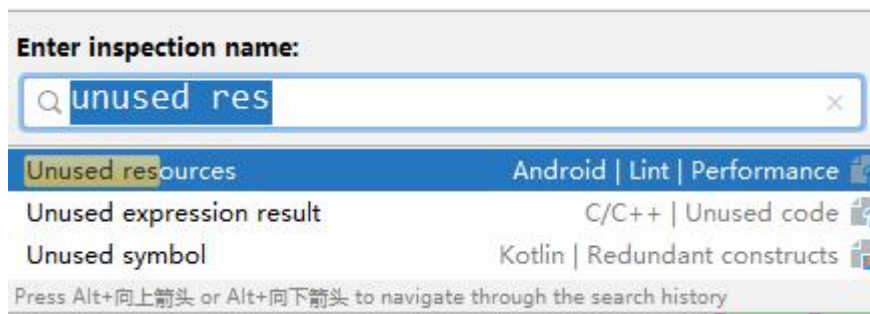 Enter inspection name:
unused res
Unused resources Android | Lint | Performance
Unused expression result C/C++ | Unused code
Unused symbol Kotlin | Redundant constructs
Press Alt+向上箭头 or Alt+向下箭头 to navigate through the search history